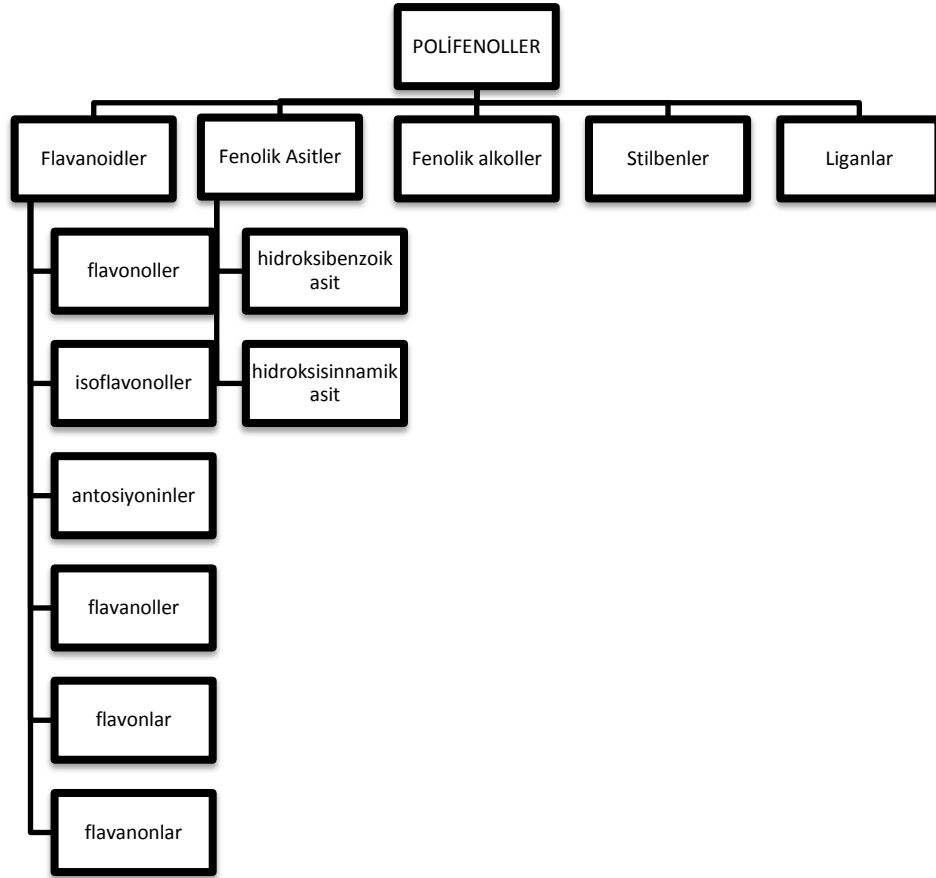 POLİFENOLLER
Flavanoidler
Fenolik Asitler
Fenolik alkoller
Stilbenler
Liganlar
flavonoller
hidroksibenzoik
asit
isoflavonoller
hidroksisinnamik
asit
antosiyoninler
flavanoller
flavonlar
flavanonlar